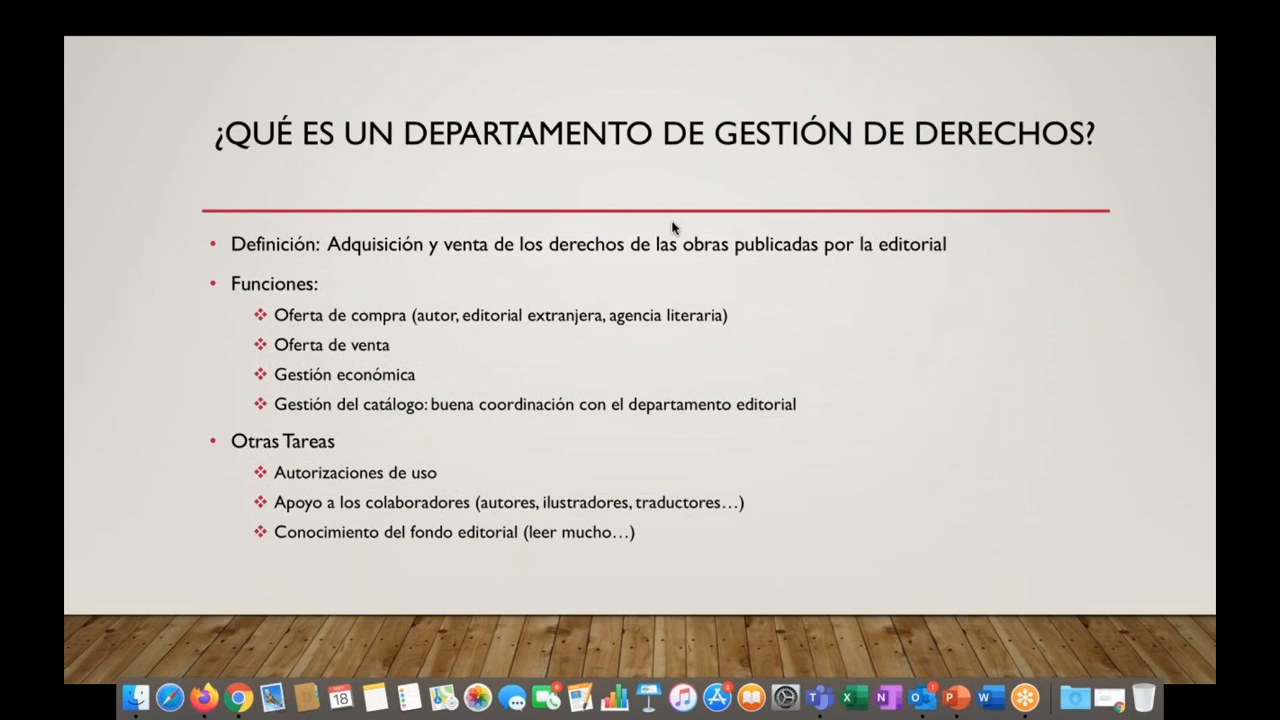 ¿QUÉ ES UN DEPARTAMENTO DE GESTIÓN DE DERECHOS?
• Definición: Adquisición y venta de los derechos de las obras publicadas por la editorial
• Funciones:
❖ Oferta de compra (autor, editorial extranjera, agencia literaria)
❖ Oferta de venta
❖ Gestión económica
❖ Gestión del catálogo: buena coordinación con el departamento editorial
• Otras Tareas
❖ Autorizaciones de uso
❖ Apoyo a los colaboradores (autores, ilustradores, traductores…)
❖ Conocimiento del fondo editorial (leer mucho…)
18